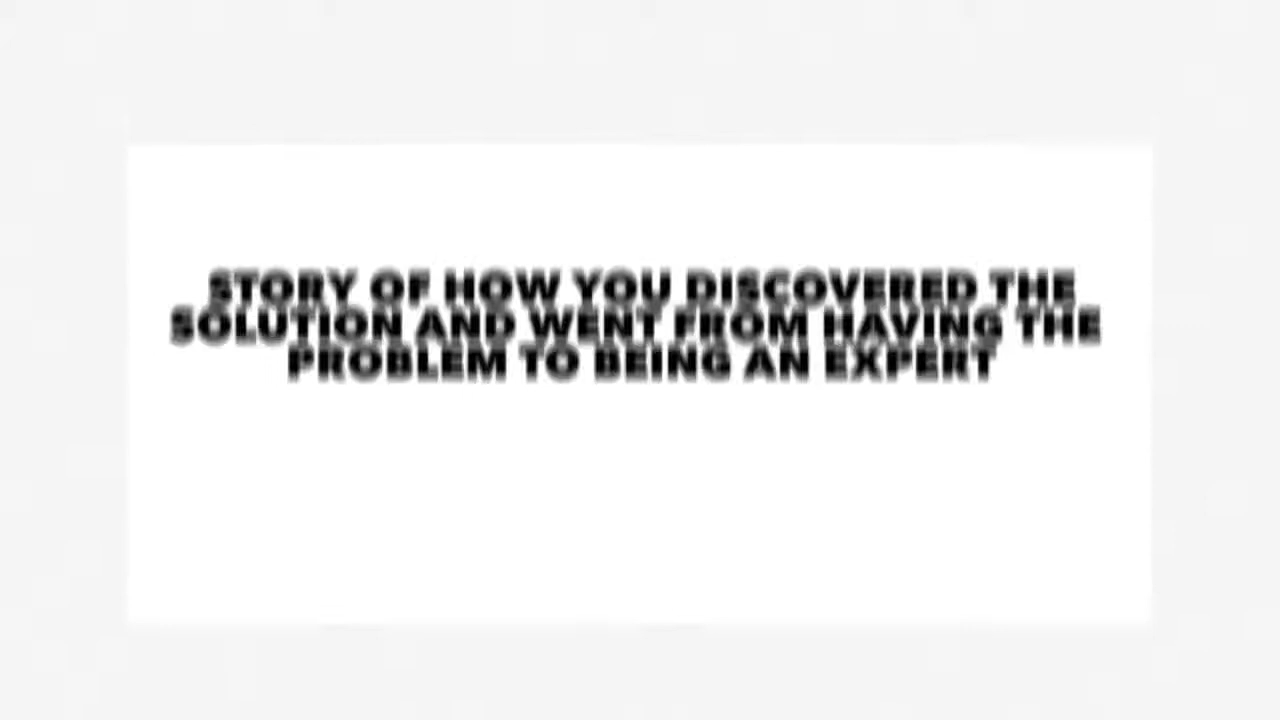 STORY OF HOW YOU DISCOVERED THE
SOLUTION AND WENT FROM HAVING THE
PROBLEM TO BEING AN EXPERT